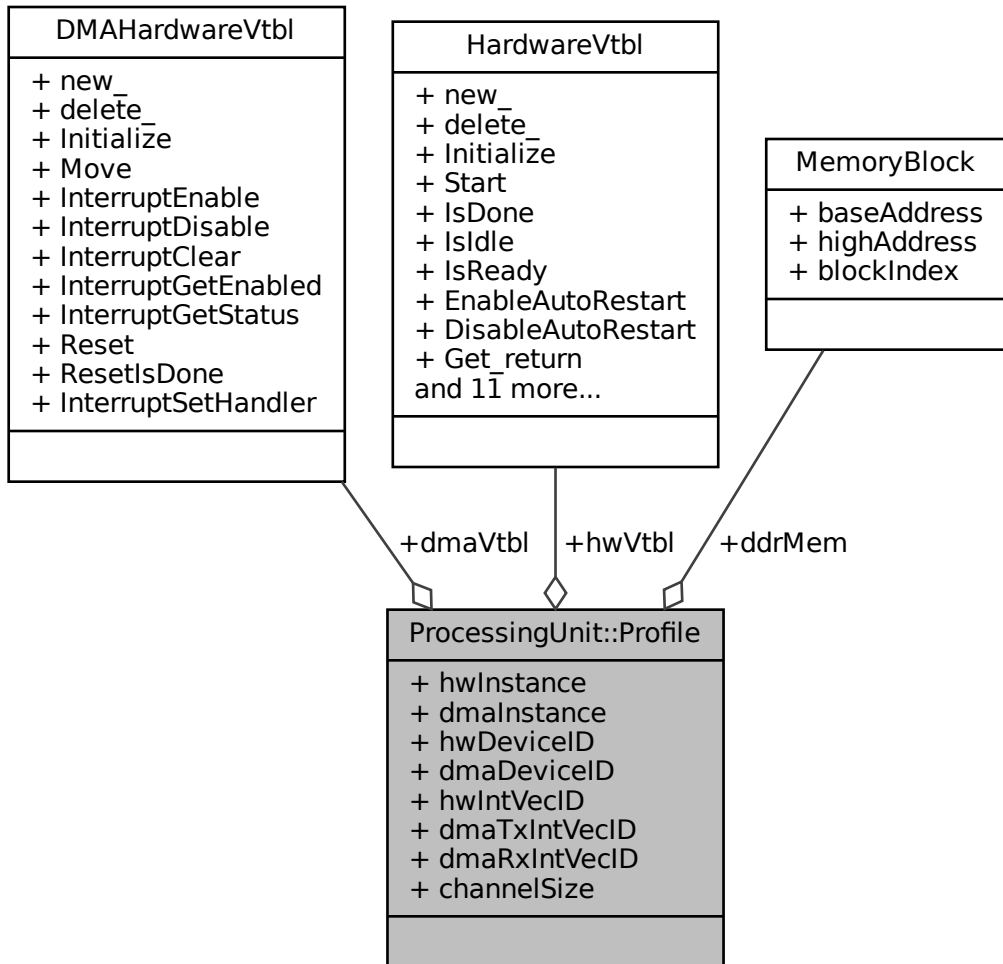 DMAHardwareVtbl
+ new_
+ delete_
+ Initialize
+ Move
+ InterruptEnable
+ InterruptDisable
+ InterruptClear
+ InterruptGetEnabled
+ InterruptGetStatus
+ Reset
+ ResetIsDone
+ InterruptSetHandler
HardwareVtbl
+ new_
+ delete_
+ Initialize
+ Start
+ IsDone
+ IsIdle
+ IsReady
+ EnableAutoRestart
+ DisableAutoRestart
+ Get_return
and 11 more...
MemoryBlock
+ baseAddress
+ highAddress
+ blockIndex
+dmaVtbl
+hwVtbl
+ddrMem
ProcessingUnit::Profile
+ hwInstance
+ dmaInstance
+ hwDeviceID
+ dmaDeviceID
+ hwIntVecID
+ dmaTxIntVecID
+ dmaRxIntVecID
+ channelSize